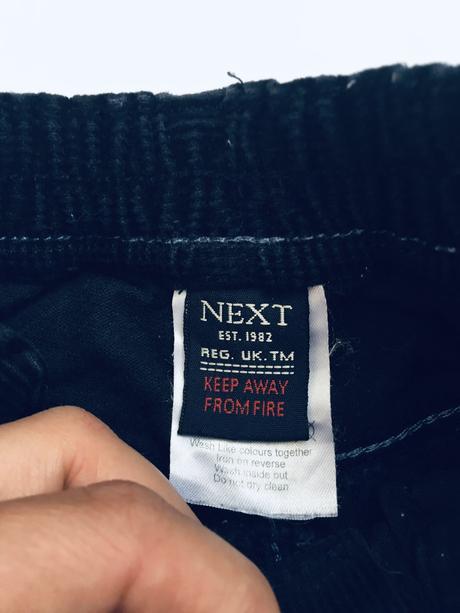 NEXT
EST. 1982
REG. UK. TM
KEEP AWAY
FROM FIRE
Wash Like colours together
Iron on reverse
Wash inside out
Do not dry clean